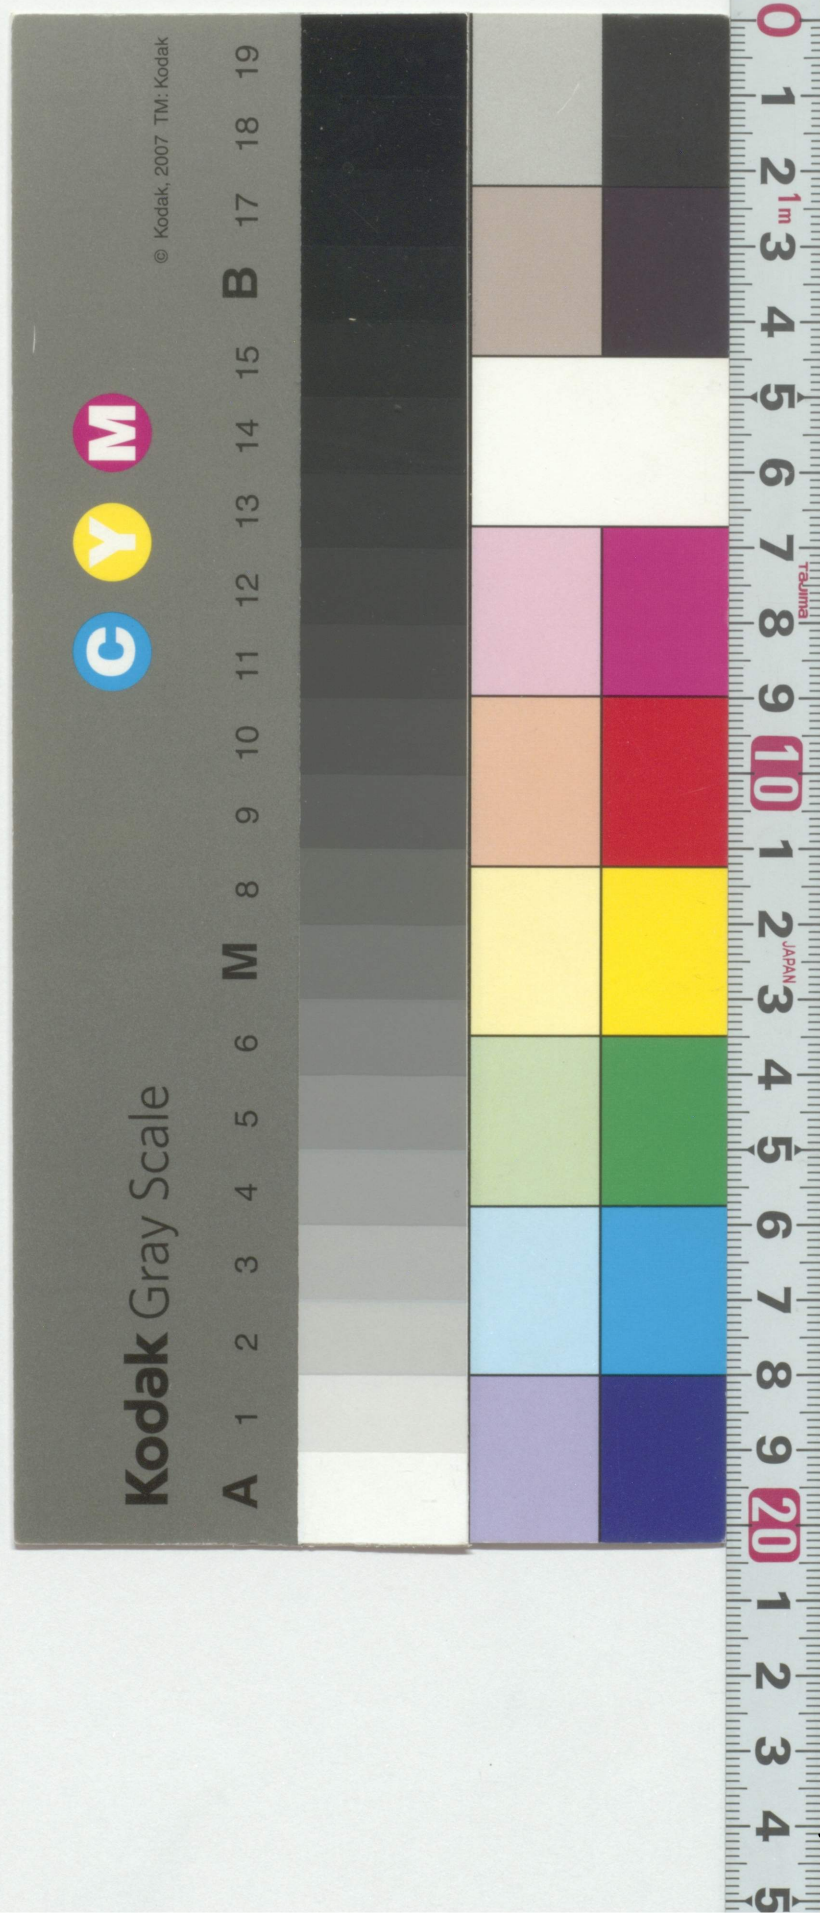 © Kodak, 2007 TM: Kodak
C Y M
Kodak Gray Scale
A 1 2 3 4 5 6 M 8 9 10 11 12 13 14 15 B 17 18 19
0 1 2 3 4 5 6 7 8 9 10 1 2 3 4 5 6 7 8 9 20 1 2 3 4 5
1m
Tajima
JAPAN